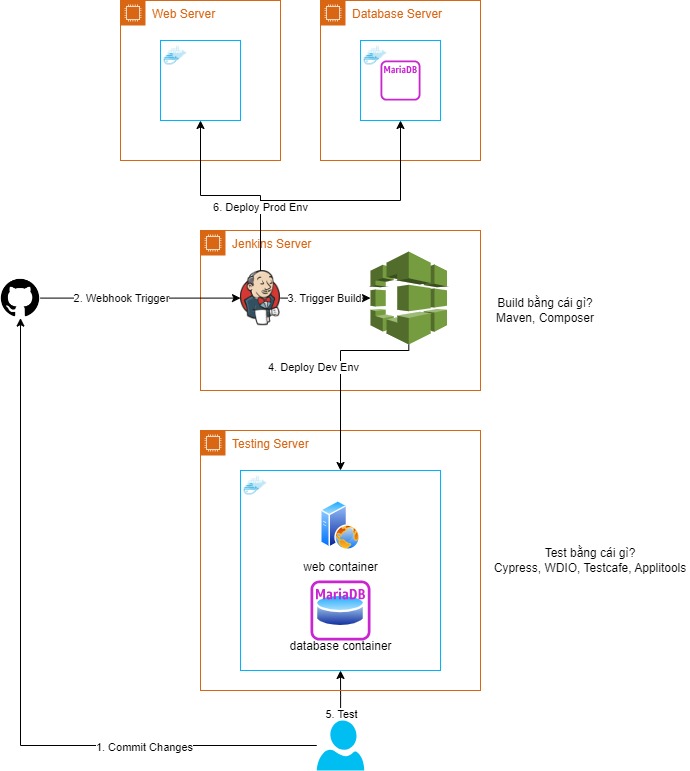 Web Server
Database Server
MariaDB
6. Deploy Prod Env
Jenkins Server
2. Webhook Trigger
3. Trigger Build
Build bằng cái gì?
Maven, Composer
4. Deploy Dev Env
Testing Server
web container
Test bằng cái gì?
Cypress, WDIO, Testcafe, Applitools
MariaDB
database container
5. Test
1. Commit Changes